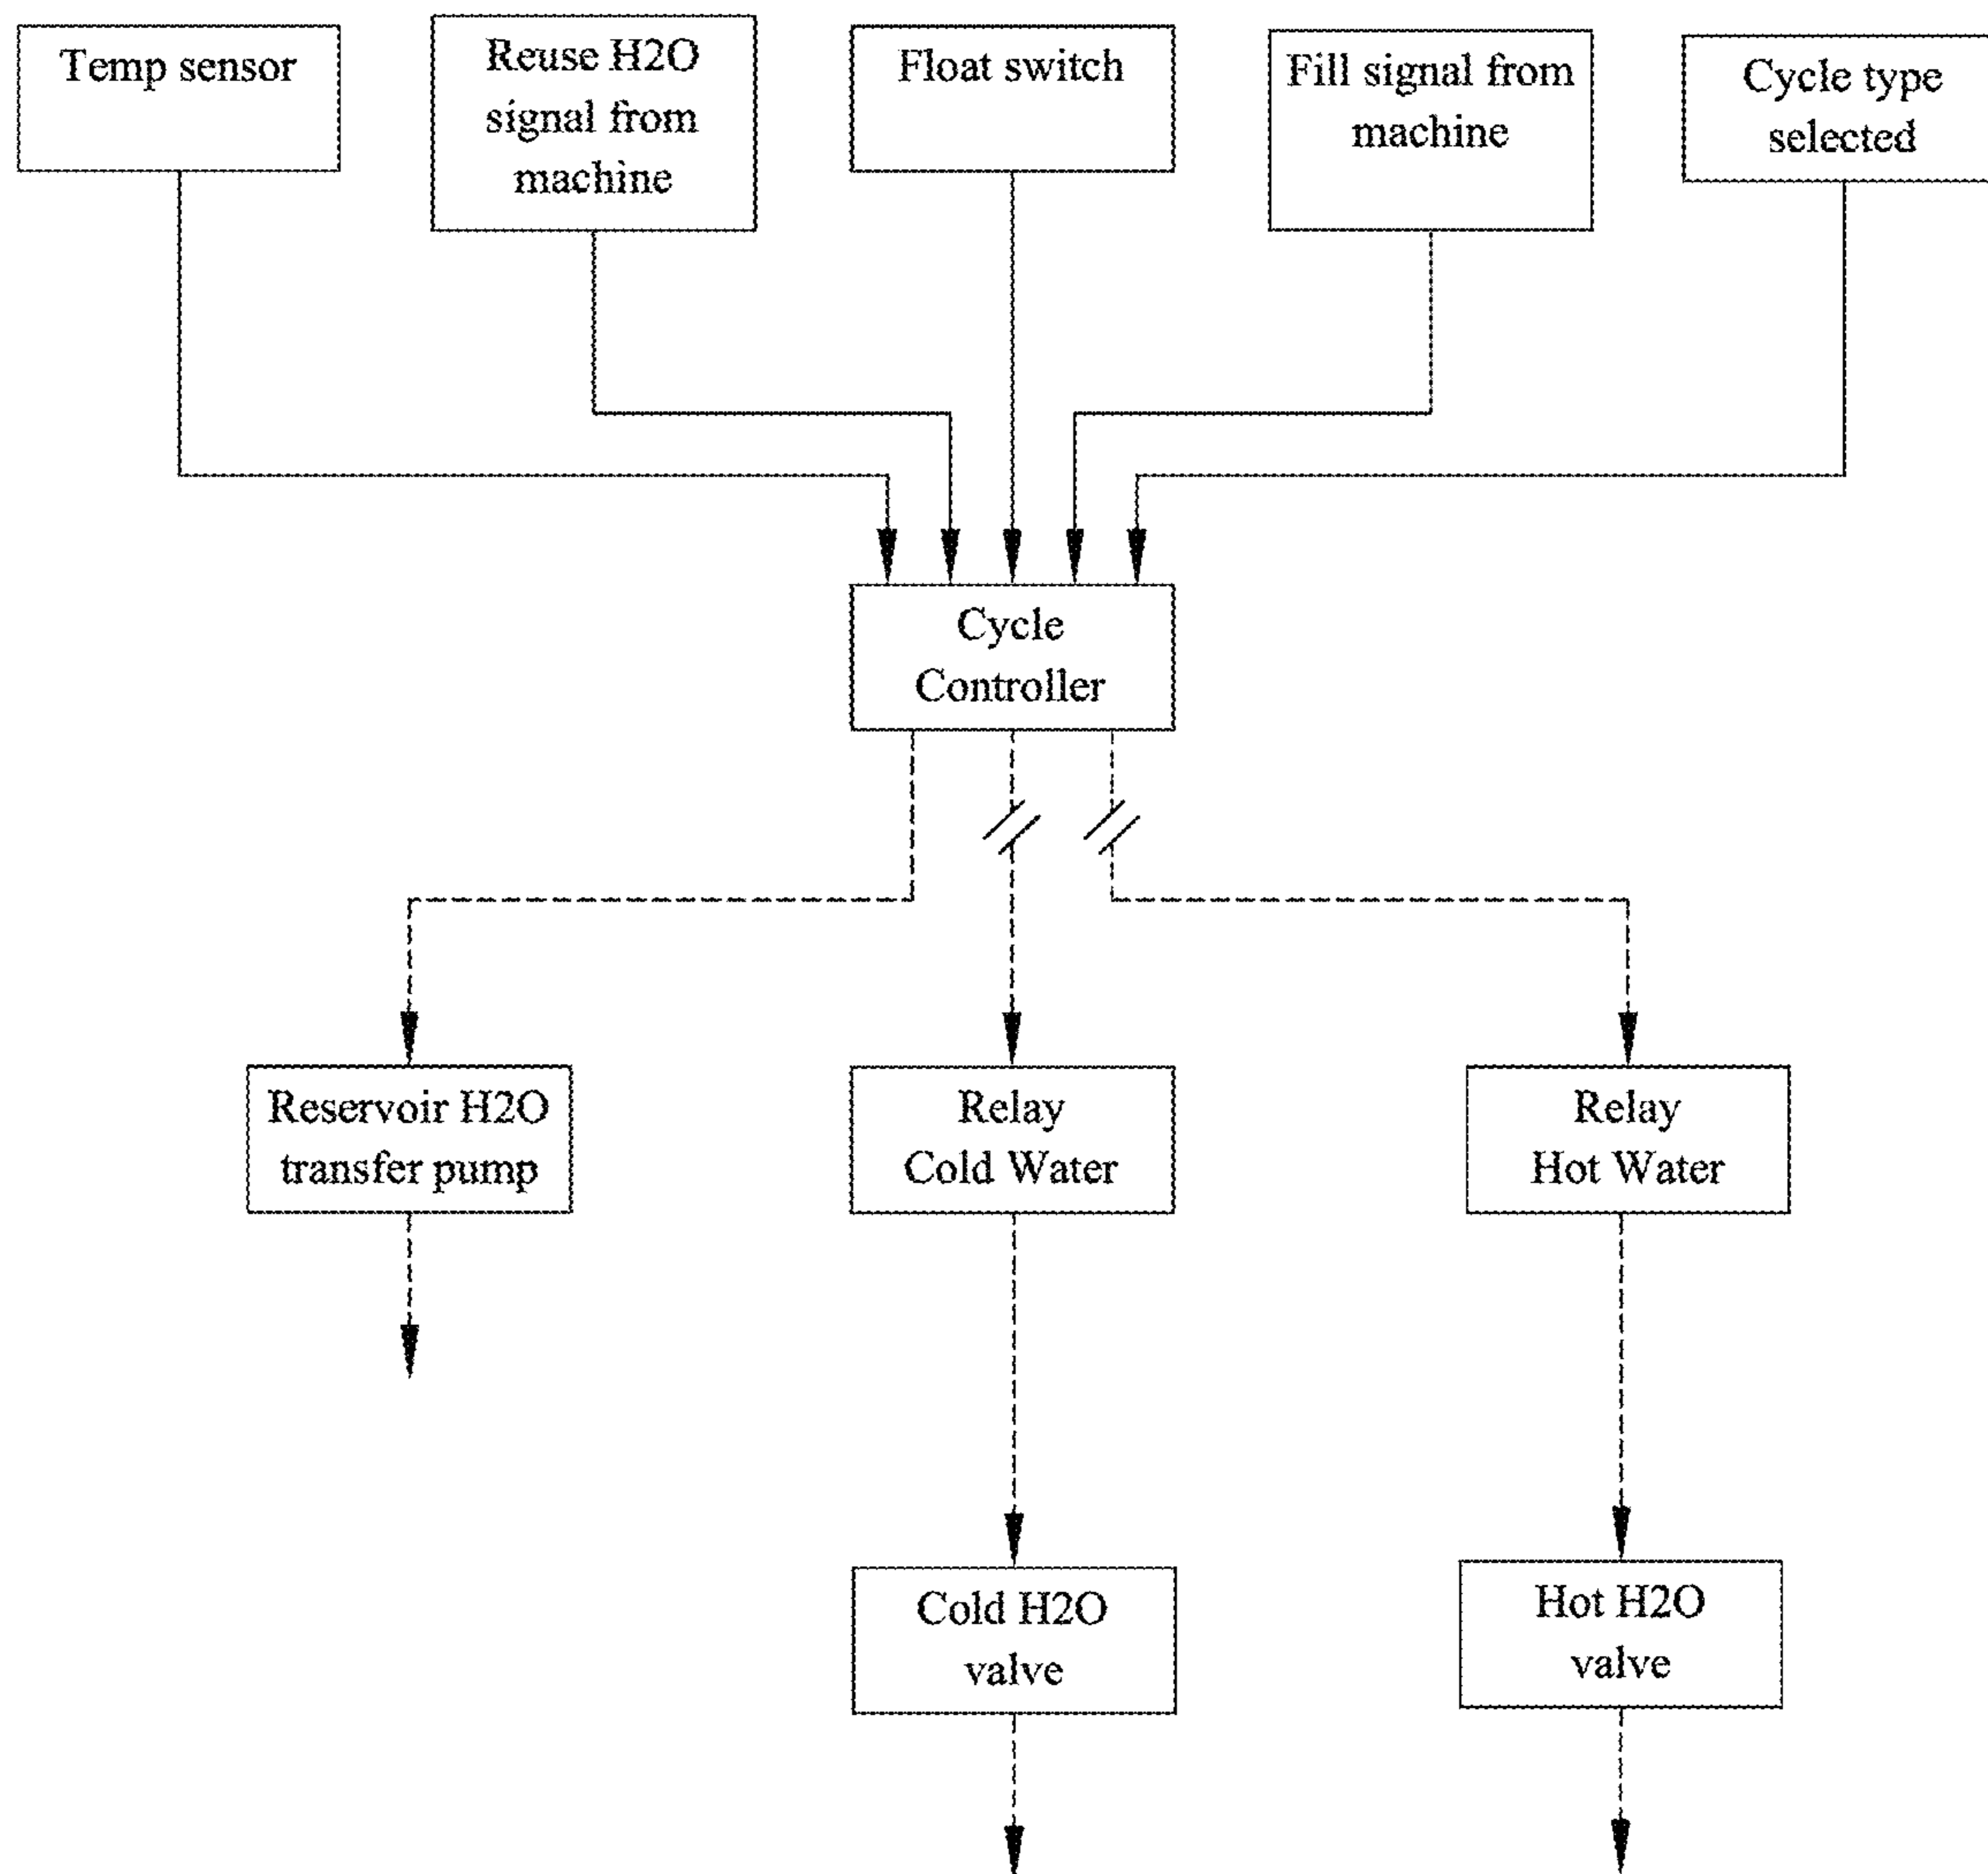 Temp sensor
Reuse H2O
signal from
machine
Float switch
Fill signal from
machine
Cycle type
selected
Cycle
Controller
Reservoir H2O
transfer pump
Relay
Cold Water
Relay
Hot Water
Cold H2O
valve
Hot H2O
valve